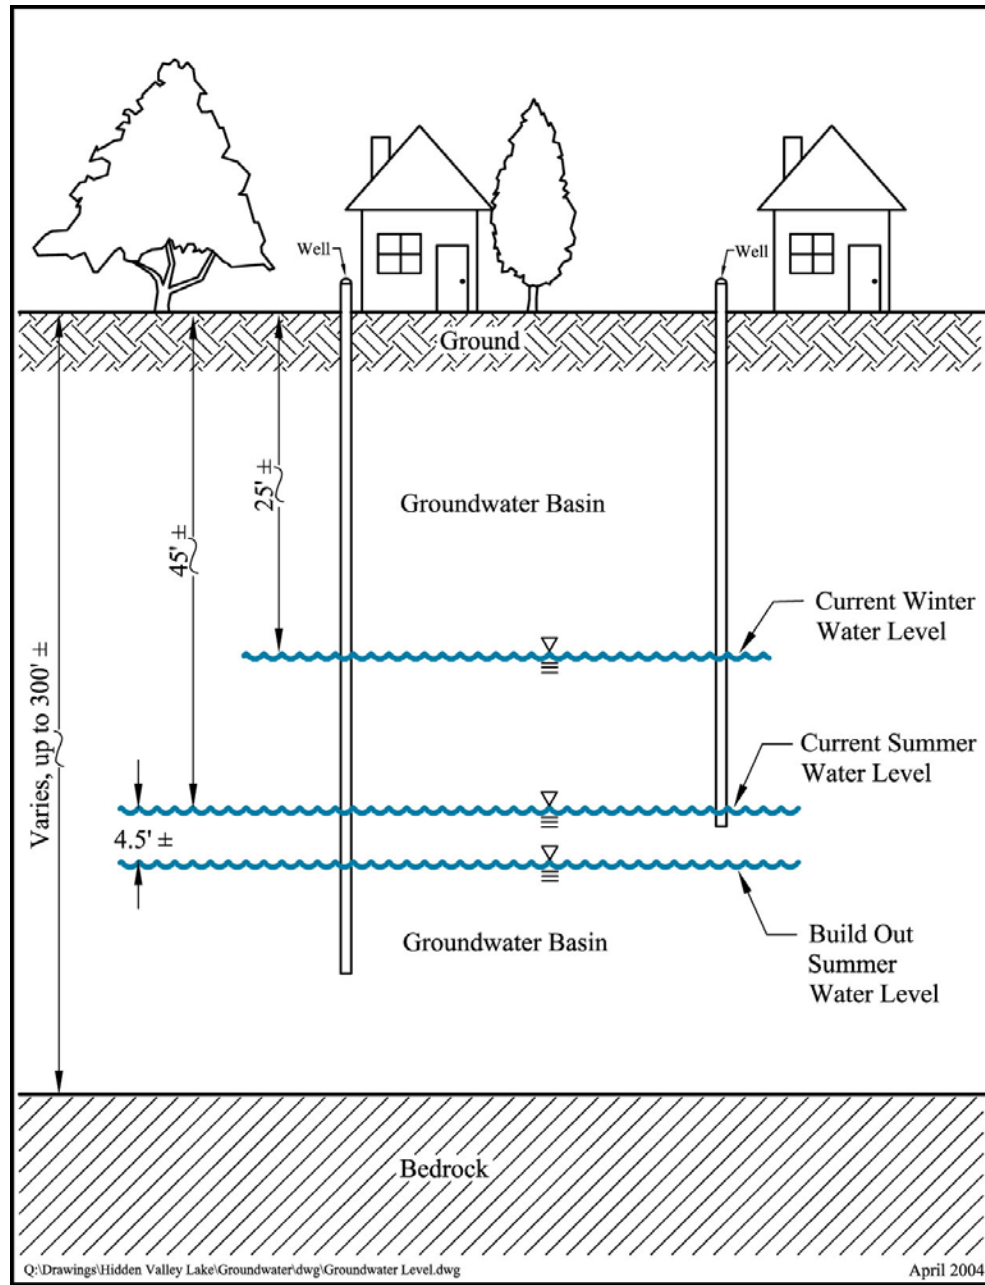 Well
Well
Ground
25' ±
Groundwater Basin
45' ±
Current Winter
Water Level
Varies, up to 300' ±
Current Summer
Water Level
4.5' ±
Groundwater Basin
Build Out
Summer
Water Level
Bedrock
Q:\Drawings\Hidden Valley Lake\Groundwater\dwg\Groundwater Level.dwg
April 2004